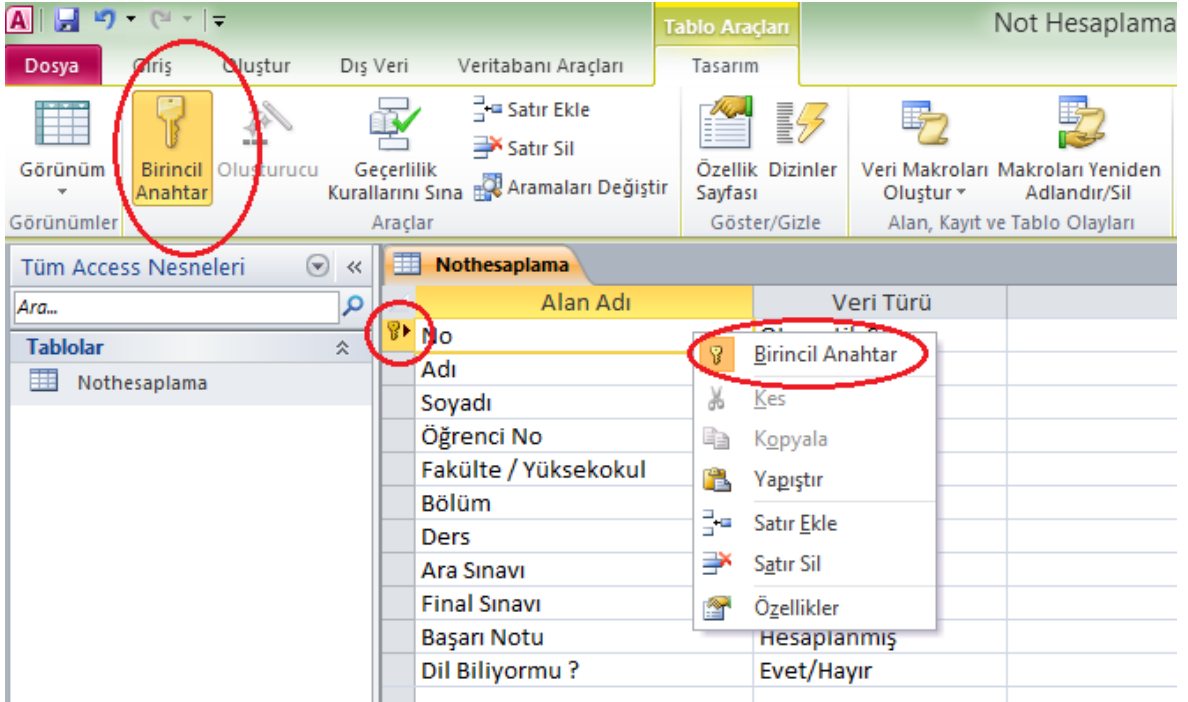 Tablo Araçları
Not Hesaplama
Dosya
Giriş
Oluştur
Dış Veri
Veritabanı Araçları
Tasarım
Görünüm
Birincil
Anahtar
Oluşturucu
Geçerlilik
Kurallarını Sına
Satır Ekle
Satır Sil
Aramaları Değiştir
Özellik
Sayfası
Dizinler
Veri Makroları
Oluştur
Makroları Yeniden
Adlandır/Sil
Görünümler
Araçlar
Göster/Gizle
Alan, Kayıt ve Tablo Olayları
Tüm Access Nesneleri
Ara...
Tablolar
Nothesaplama
Nothesaplama
Alan Adı
Veri Türü
No
Adı
Soyadı
Öğrenci No
Fakülte / Yüksekokul
Bölüm
Ders
Ara Sınavı
Final Sınavı
Başarı Notu
Hesaplanmış
Dil Biliyormu ?
Evet/Hayır
Birincil Anahtar
Kes
Kopyala
Yapıştır
Satır Ekle
Satır Sil
Özellikler